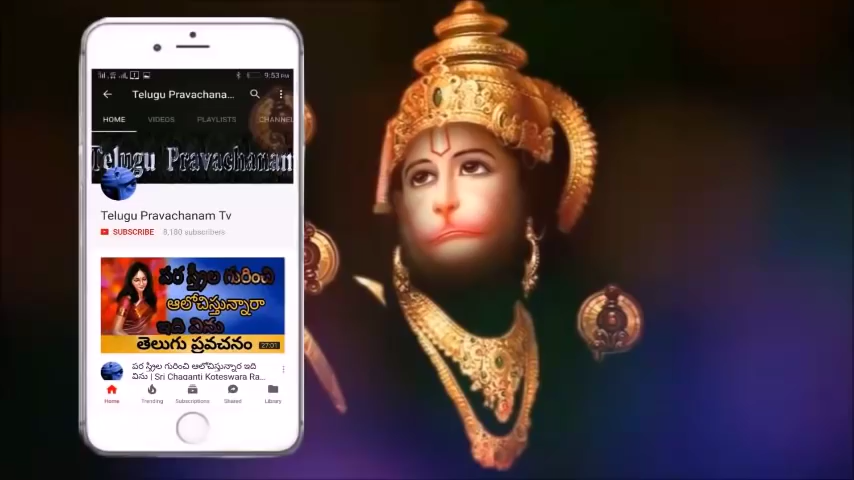 9:53 PM
Telugu Pravachana...
HOME VIDEOS PLAYLISTS CHANNEL
Telugu Pravachanam
Telugu Pravachanam Tv
SUBSCRIBE 8,180 subscribers
పర స్త్రీల గురించి
ఆలోచిస్తున్నారా
ఇది విను
తెలుగు ప్రవచనం 27:01
పర స్త్రీల గురించి ఆలోచిస్తున్నార ఇది
విను | Sri Chaganti Koteswara Ra...
Home Trending Subscriptions Shared Library